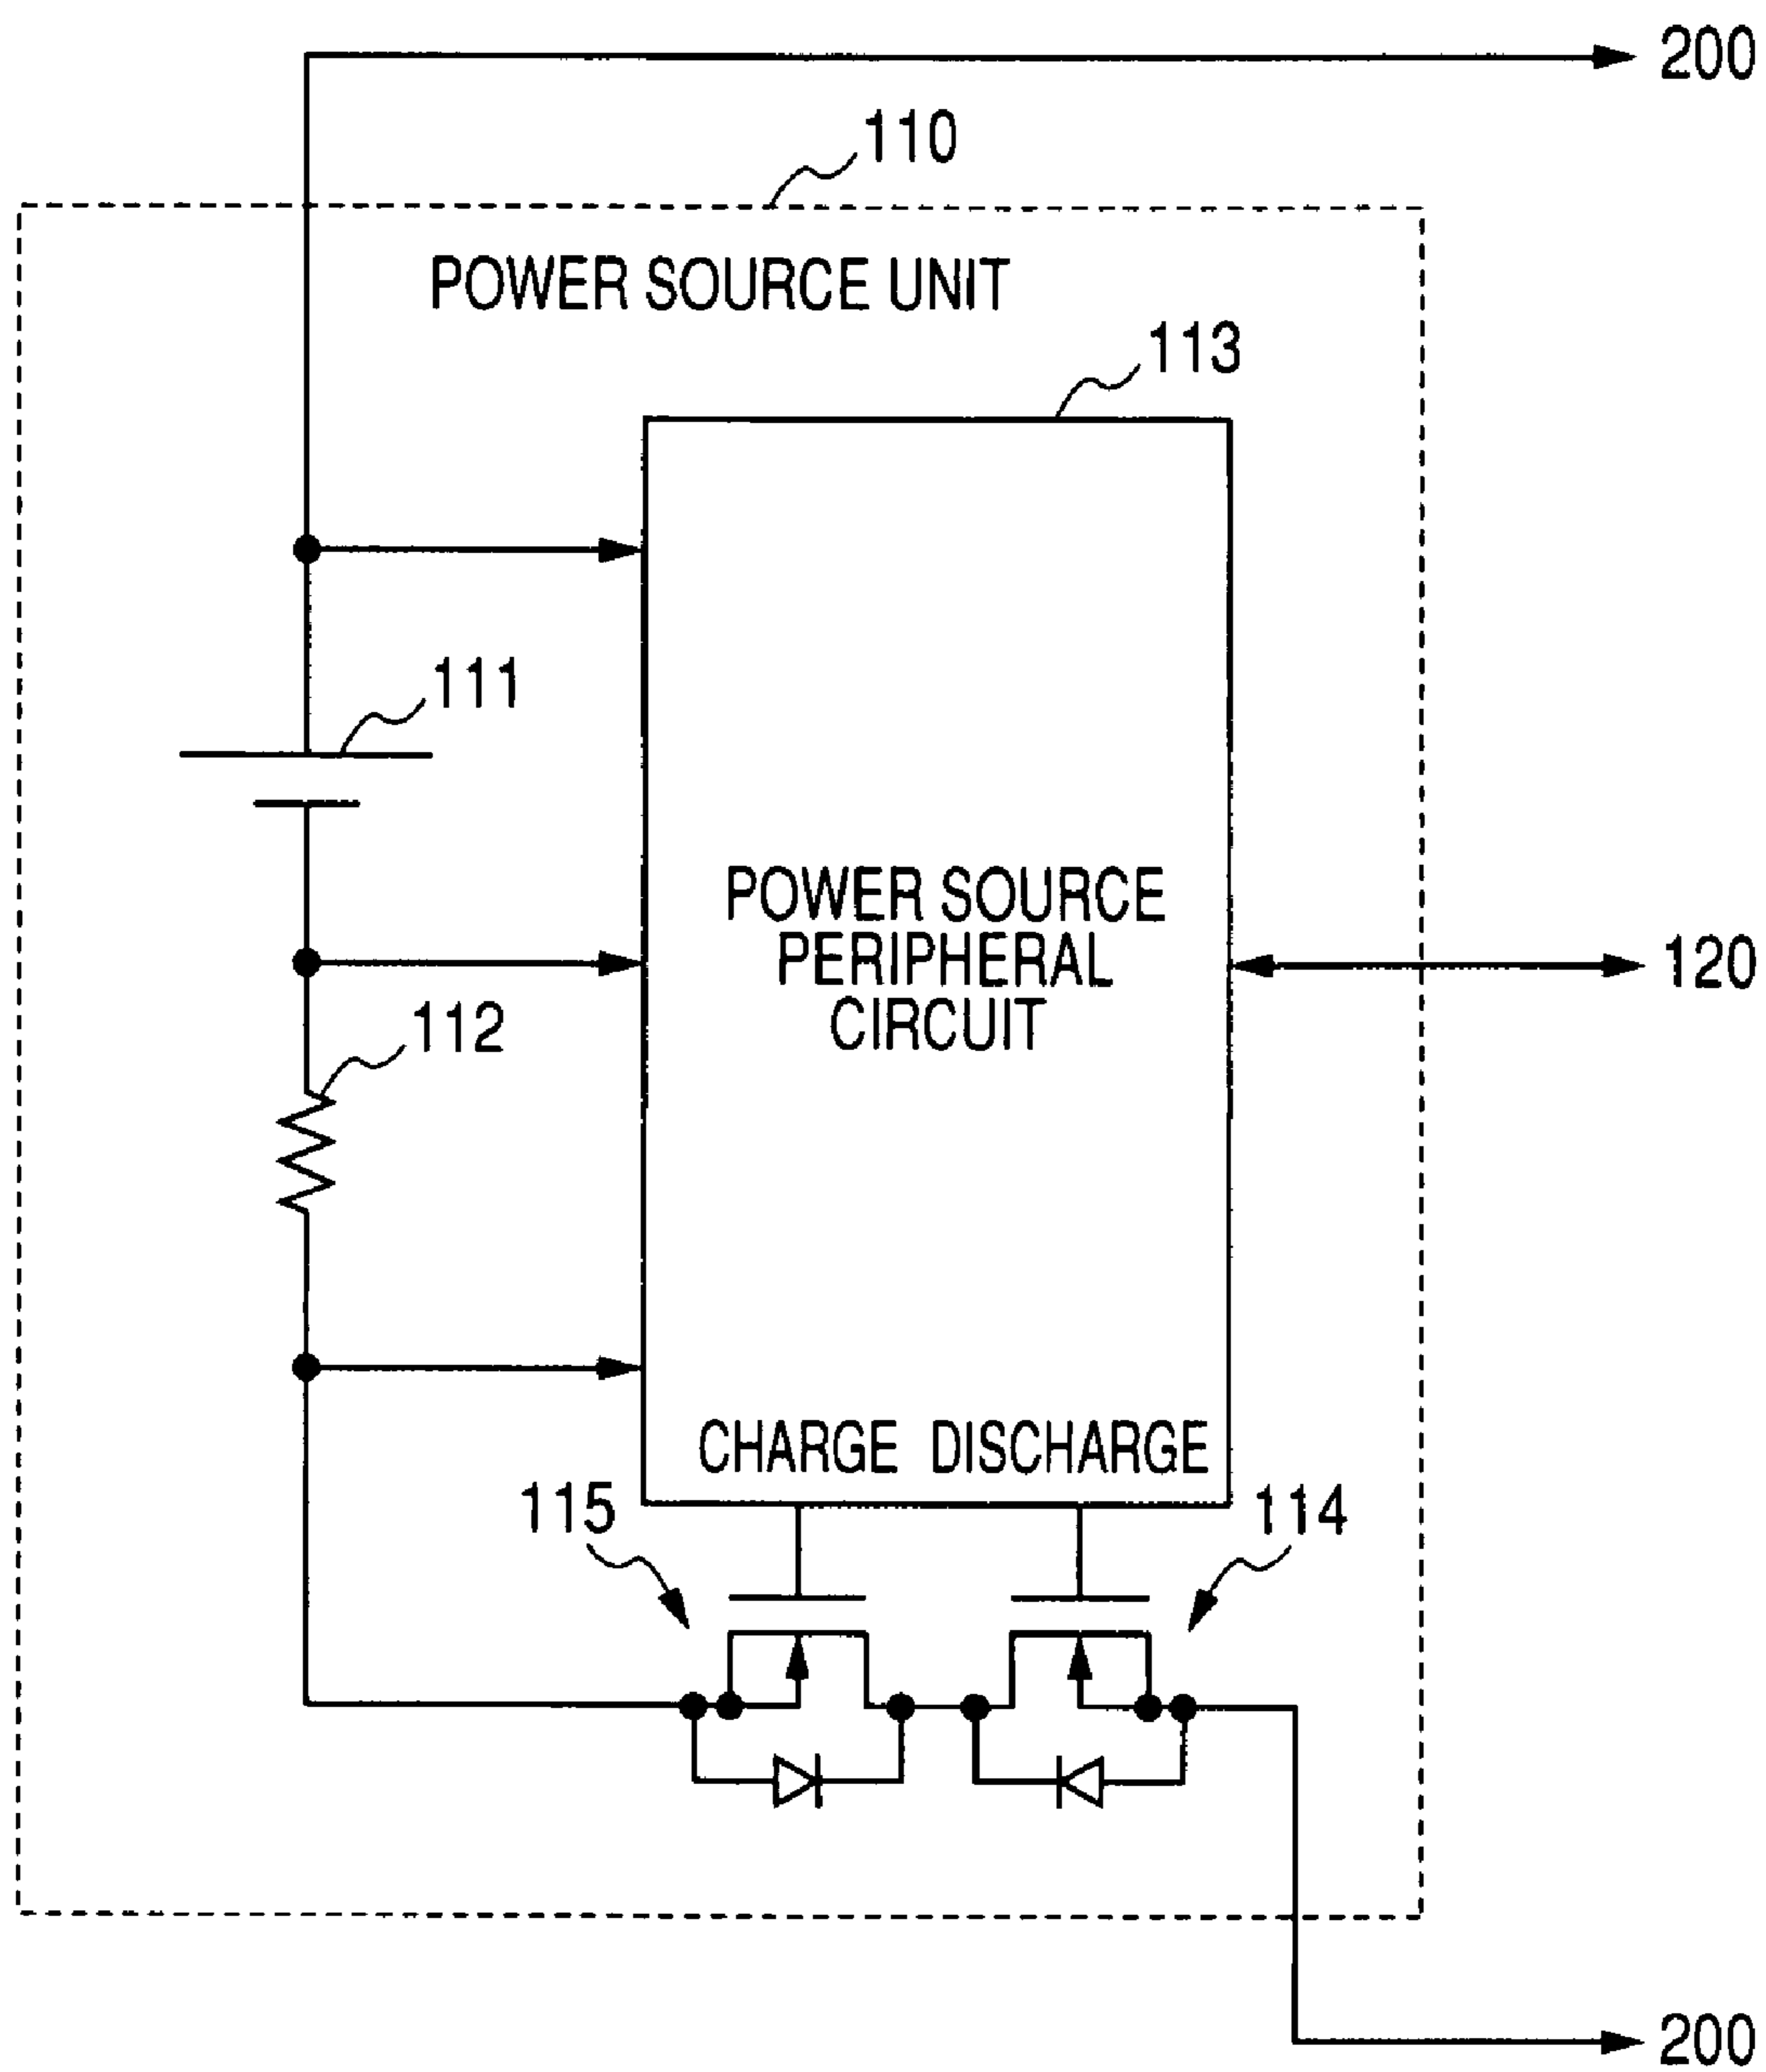 200
110
POWER SOURCE UNIT
113
111
POWER SOURCE
PERIPHERAL
CIRCUIT
120
112
CHARGE DISCHARGE
115
114
200